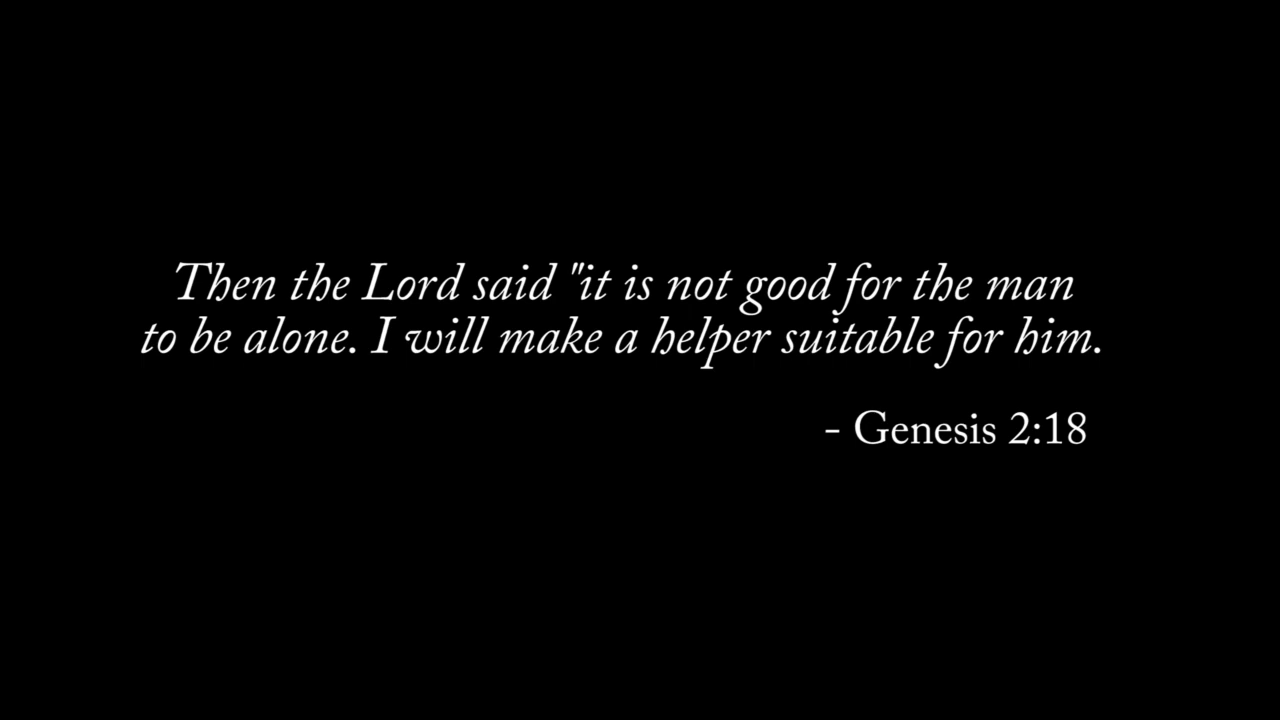 Then the Lord said "it is not good for the man
to be alone. I will make a helper suitable for him.
- Genesis 2:18